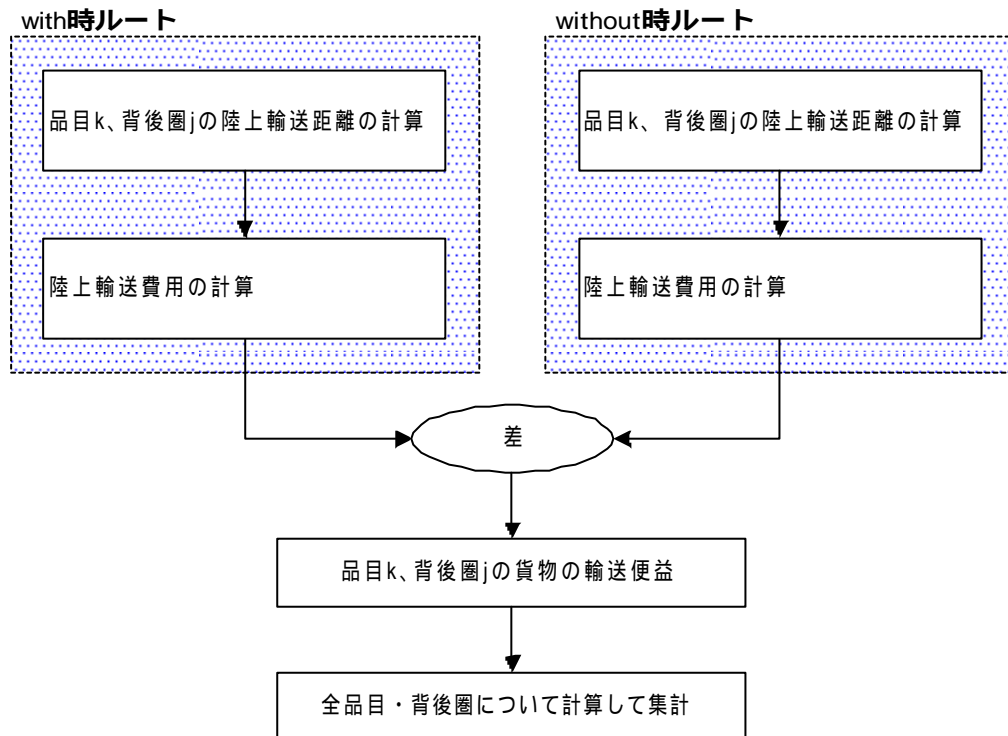 with時ルート
without時ルート
品目k、背後圏jの陸上輸送距離の計算
品目k、背後圏jの陸上輸送距離の計算
陸上輸送費用の計算
陸上輸送費用の計算
差
品目k、背後圏jの貨物の輸送便益
全品目・背後圏について計算して集計